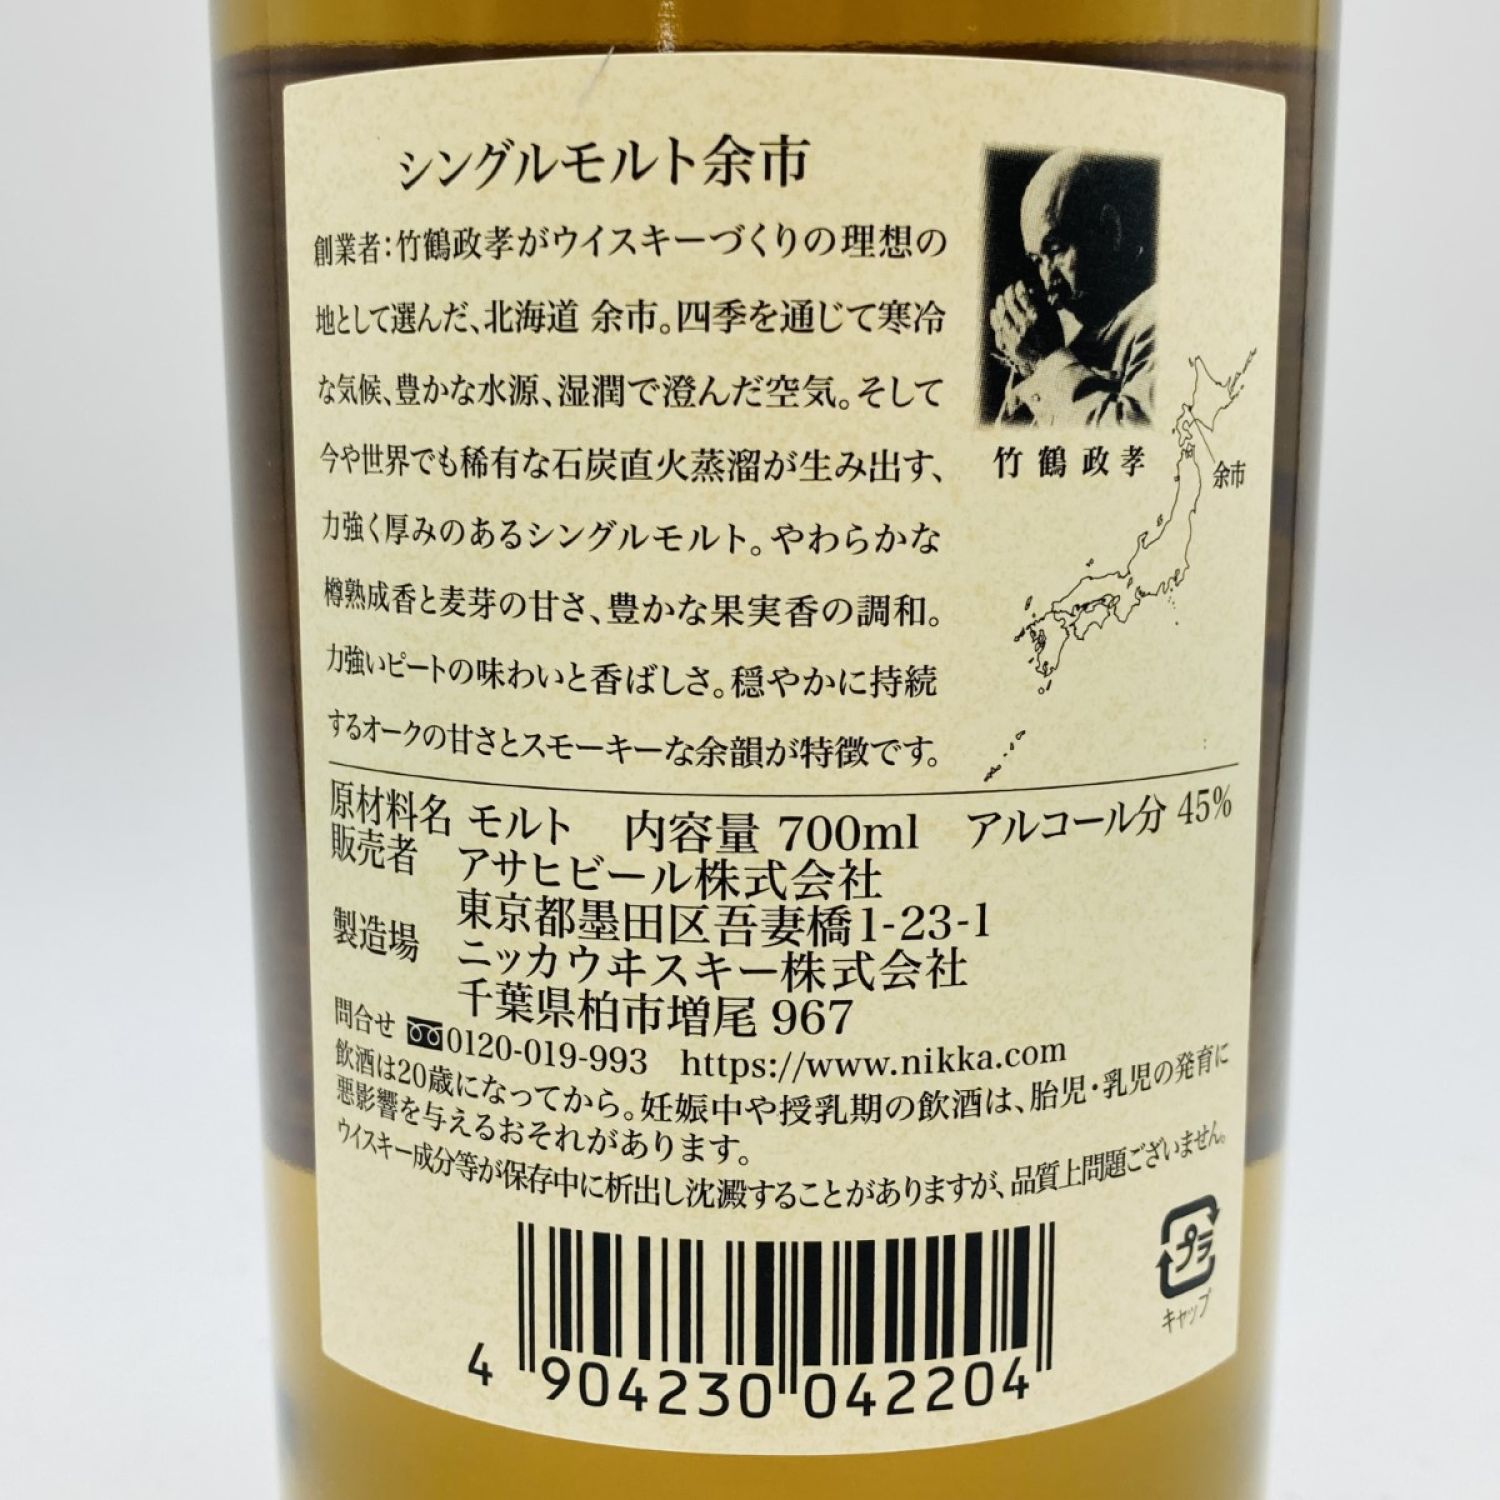 シングルモルト余市
創業者：竹鶴政孝がウイスキーづくりの理想の
地として選んだ、北海道 余市。四季を通じて寒冷
な気候、豊かな水源、湿潤で澄んだ空気。そして
今や世界でも稀有な石炭直火蒸溜が生み出す、
力強く厚みのあるシングルモルト。やわらかな
樽熟成香と麦芽の甘さ、豊かな果実香の調和。
力強いピートの味わいと香ばしさ。穏やかに持続
するオークの甘さとスモーキーな余韻が特徴です。
竹鶴政孝
余市
原材料名 モルト 内容量 700ml アルコール分 45%
販売者 アサヒビール株式会社
東京都墨田区吾妻橋1-23-1
製造場 ニッカウヰスキー株式会社
千葉県柏市増尾 967
問合せ 0120-019-993 https://www.nikka.com
飲酒は20歳になってから。妊娠中や授乳期の飲酒は、胎児・乳児の発育に
悪影響を与えるおそれがあります。
ウイスキー成分等が保存中に析出し沈澱することがありますが、品質上問題ございません。
プラ
キャップ
4 904230 042204